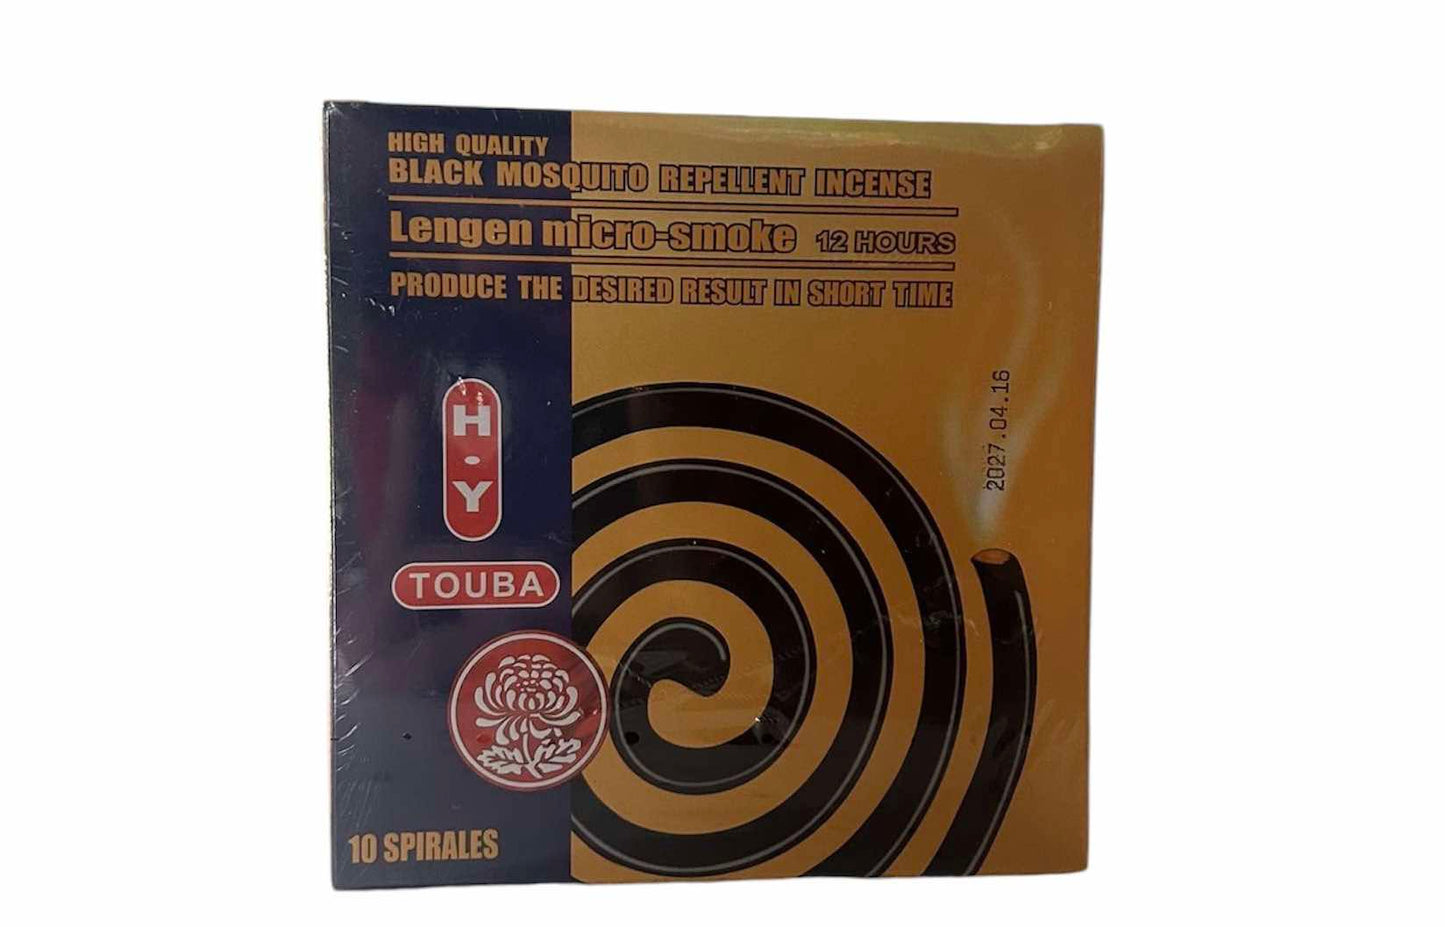 HIGH QUALITY
BLACK MOSQUITO REPELLENT INCENSE
Lengen micro-smoke 12 HOURS
PRODUCE THE DESIRED RESULT IN SHORT TIME
2027.04.16
H·Y
TOUBA
10 SPIRALES